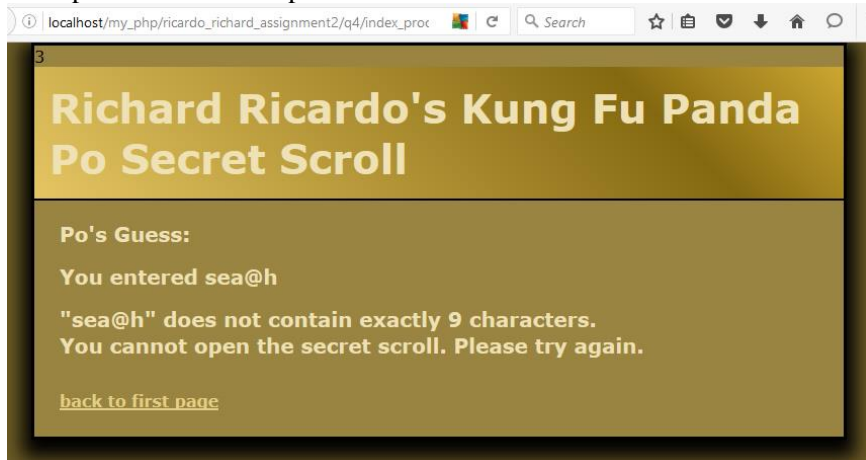 localhost/my_php/ricardo_richard_assignment2/q4/index_proc
Search
3
Richard Ricardo's Kung Fu Panda
Po Secret Scroll
Po's Guess:
You entered sea@h
"sea@h" does not contain exactly 9 characters.
You cannot open the secret scroll. Please try again.
back to first page